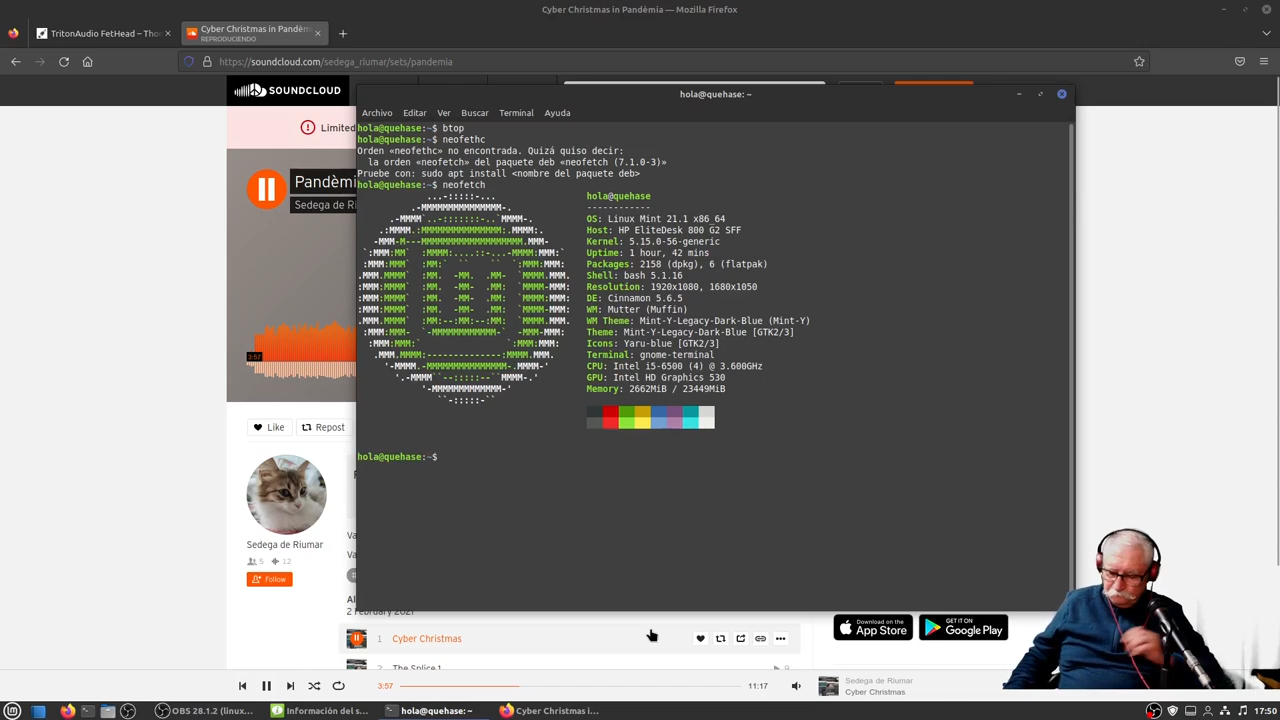 Cyber Christmas in Pandèmia — Mozilla Firefox
TritonAudio FetHead – Tho
Cyber Christmas in Pandèm
REPRODUCIENDO
https://soundcloud.com/sedega_riumar/sets/pandemia
SOUNDCLOUD
Limited
Pandèmi
Sedega de Ri
3:57
Like
Repost
Sedega de Riumar
5
12
Follow
2 February 2021
1 Cyber Christmas
2 The Splice 1
hola@quehase: ~
Archivo Editar Ver Buscar Terminal Ayuda
hola@quehase:~$ btop
hola@quehase:~$ neofethc
Orden «neofethc» no encontrada. Quizá quiso decir:
la orden «neofetch» del paquete deb «neofetch (7.1.0-3)»
Pruebe con: sudo apt install <nombre del paquete deb>
hola@quehase:~$ neofetch
hola@quehase
------------
OS: Linux Mint 21.1 x86_64
Host: HP EliteDesk 800 G2 SFF
Kernel: 5.15.0-56-generic
Uptime: 1 hour, 42 mins
Packages: 2158 (dpkg), 6 (flatpak)
Shell: bash 5.1.16
Resolution: 1920x1080, 1680x1050
DE: Cinnamon 5.6.5
WM: Mutter (Muffin)
WM Theme: Mint-Y-Legacy-Dark-Blue (Mint-Y)
Theme: Mint-Y-Legacy-Dark-Blue [GTK2/3]
Icons: Yaru-blue [GTK2/3]
Terminal: gnome-terminal
CPU: Intel i5-6500 (4) @ 3.600GHz
GPU: Intel HD Graphics 530
Memory: 2662MiB / 23449MiB
hola@quehase:~$
Download on the
App Store
GET IT ON
Google Play
3:57
11:17
Sedega de Riumar
Cyber Christmas
OBS 28.1.2 (linux...
Información del s...
hola@quehase: ~
Cyber Christmas i...
17:50